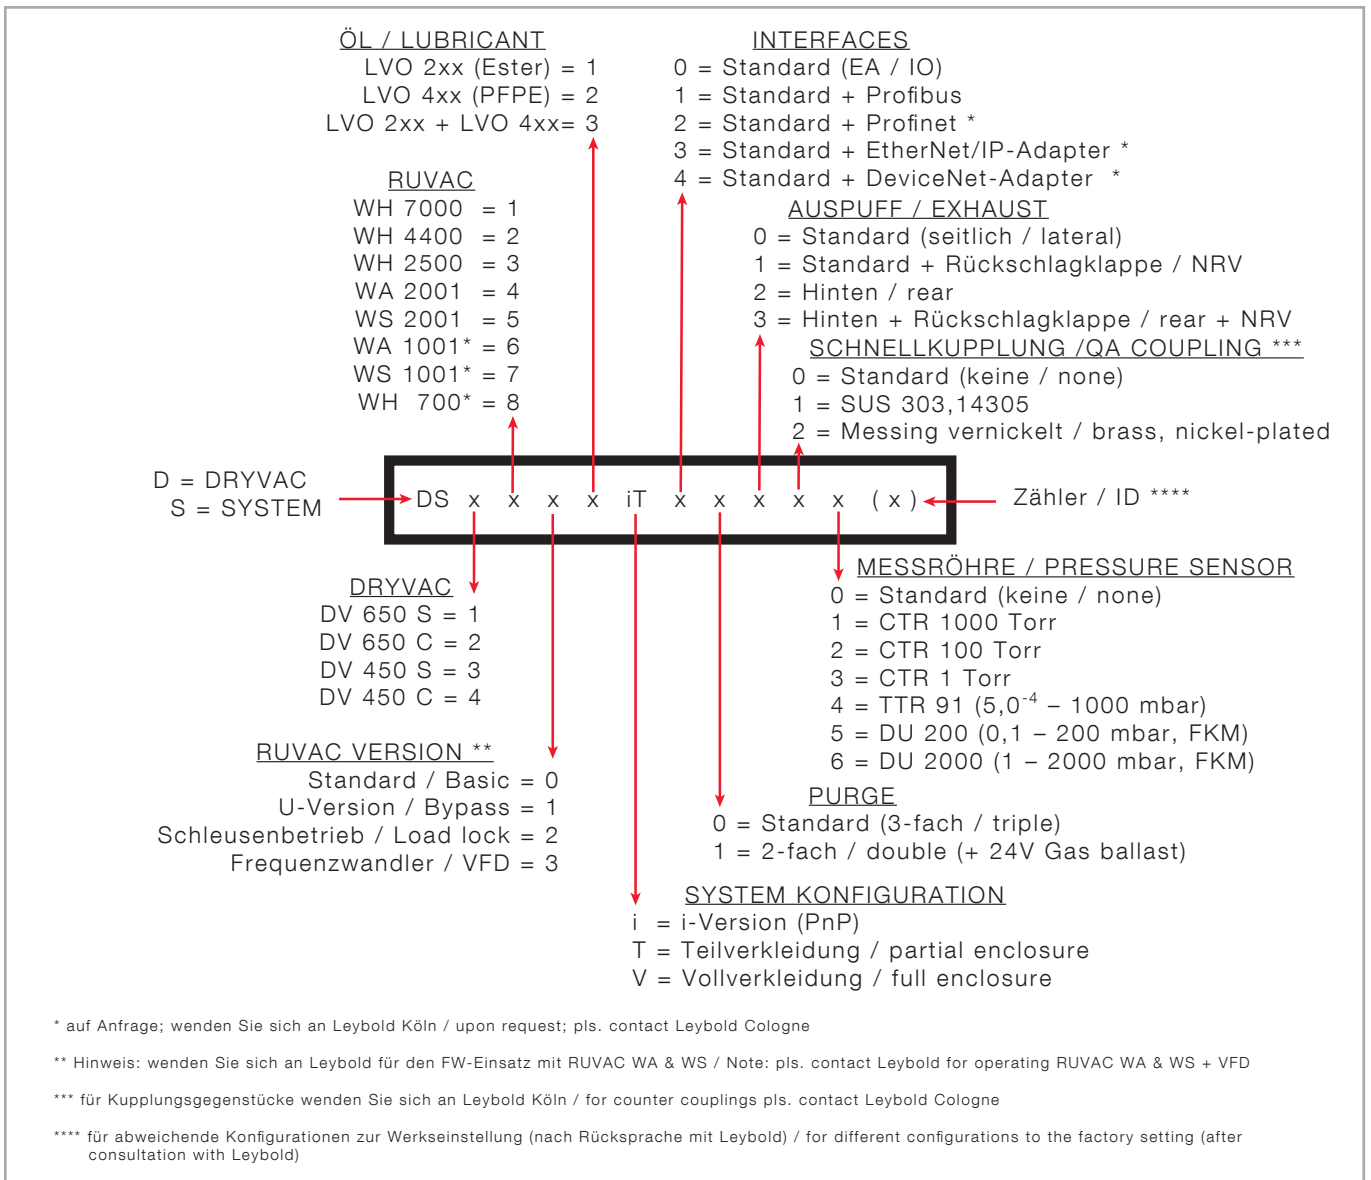 ÖL / LUBRICANT
LVO 2xx (Ester) = 1
LVO 4xx (PFPE) = 2
LVO 2xx + LVO 4xx= 3
INTERFACES
0 = Standard (EA / IO)
1 = Standard + Profibus
2 = Standard + Profinet *
3 = Standard + EtherNet/IP-Adapter *
4 = Standard + DeviceNet-Adapter *
RUVAC
WH 7000 = 1
WH 4400 = 2
WH 2500 = 3
WA 2001 = 4
WS 2001 = 5
WA 1001* = 6
WS 1001* = 7
WH 700* = 8
AUSPUFF / EXHAUST
0 = Standard (seitlich / lateral)
1 = Standard + Rückschlagklappe / NRV
2 = Hinten / rear
3 = Hinten + Rückschlagklappe / rear + NRV
SCHNELLKUPPLUNG /QA COUPLING ***
0 = Standard (keine / none)
1 = SUS 303,14305
2 = Messing vernickelt / brass, nickel-plated
D = DRYVAC
S = SYSTEM
DS x x x x iT x x x x x ( x )
Zähler / ID ****
DRYVAC
DV 650 S = 1
DV 650 C = 2
DV 450 S = 3
DV 450 C = 4
MESSRÖHRE / PRESSURE SENSOR
0 = Standard (keine / none)
1 = CTR 1000 Torr
2 = CTR 100 Torr
3 = CTR 1 Torr
4 = TTR 91 (5,0⁻⁴ – 1000 mbar)
5 = DU 200 (0,1 – 200 mbar, FKM)
6 = DU 2000 (1 – 2000 mbar, FKM)
RUVAC VERSION **
Standard / Basic = 0
U-Version / Bypass = 1
Schleusenbetrieb / Load lock = 2
Frequenzwandler / VFD = 3
PURGE
0 = Standard (3-fach / triple)
1 = 2-fach / double (+ 24V Gas ballast)
SYSTEM KONFIGURATION
i = i-Version (PnP)
T = Teilverkleidung / partial enclosure
V = Vollverkleidung / full enclosure
* auf Anfrage; wenden Sie sich an Leybold Köln / upon request; pls. contact Leybold Cologne
** Hinweis: wenden Sie sich an Leybold für den FW-Einsatz mit RUVAC WA & WS / Note: pls. contact Leybold for operating RUVAC WA & WS + VFD
*** für Kupplungsgegenstücke wenden Sie sich an Leybold Köln / for counter couplings pls. contact Leybold Cologne
**** für abweichende Konfigurationen zur Werkseinstellung (nach Rücksprache mit Leybold) / for different configurations to the factory setting (after
consultation with Leybold)